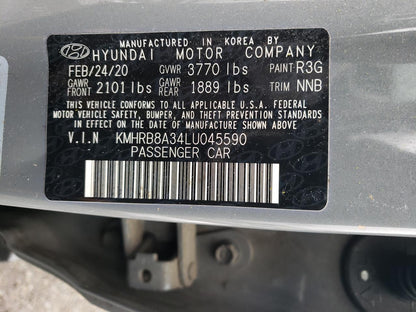 MANUFACTURED IN KOREA BY
HYUNDAI MOTOR COMPANY
FEB/24/20 GVWR 3770 lbs PAINT R3G
GAWR FRONT 2101 lbs GAWR REAR 1889 lbs TRIM NNB
THIS VEHICLE CONFORMS TO ALL APPLICABLE U.S.A. FEDERAL
MOTOR VEHICLE SAFETY, BUMPER, AND THEFT PREVENTION
STANDARDS IN EFFECT ON THE DATE OF MANUFACTURE SHOWN ABOVE.
V.I.N KMHRB8A34LU045590
PASSENGER CAR